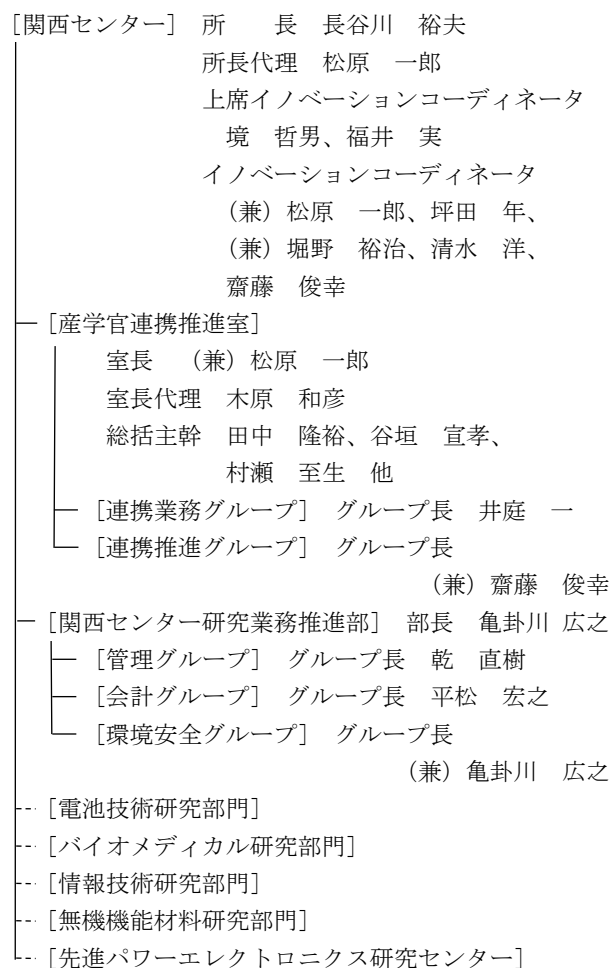 ［関西センター］ 所　　長　長谷川　裕夫
所長代理　松原　一郎
上席イノベーションコーディネータ
境　哲男、福井　実
イノベーションコーディネータ
（兼）松原　一郎、坪田　年、
（兼）堀野　裕治、清水　洋、
齋藤　俊幸
［産学官連携推進室］
室長　（兼）松原　一郎
室長代理　木原　和彦
総括主幹　田中　隆裕、谷垣　宣孝、
村瀬　至生　他
［連携業務グループ］　グループ長　井庭　一
［連携推進グループ］　グループ長
（兼）齋藤　俊幸
［関西センター研究業務推進部］　部長　亀卦川 広之
［管理グループ］　グループ長　乾　直樹
［会計グループ］　グループ長　平松　宏之
［環境安全グループ］　グループ長
（兼）亀卦川　広之
［電池技術研究部門］
［バイオメディカル研究部門］
［情報技術研究部門］
［無機機能材料研究部門］
［先進パワーエレクトロニクス研究センター］